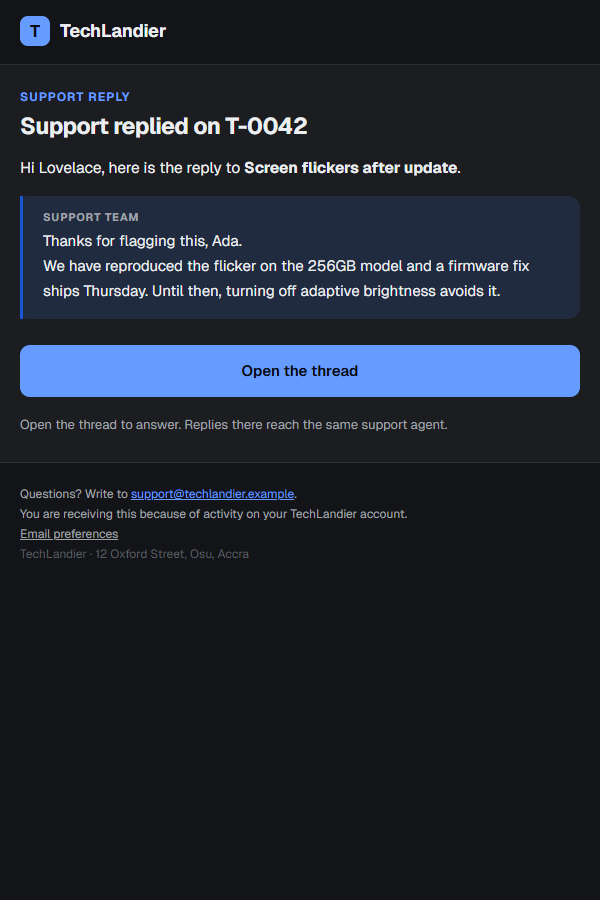 T TechLandier
SUPPORT REPLY
Support replied on T-0042
Hi Lovelace, here is the reply to Screen flickers after update.
SUPPORT TEAM
Thanks for flagging this, Ada.
We have reproduced the flicker on the 256GB model and a firmware fix
ships Thursday. Until then, turning off adaptive brightness avoids it.
Open the thread
Open the thread to answer. Replies there reach the same support agent.
Questions? Write to support@techlandier.example.
You are receiving this because of activity on your TechLandier account.
Email preferences
TechLandier · 12 Oxford Street, Osu, Accra